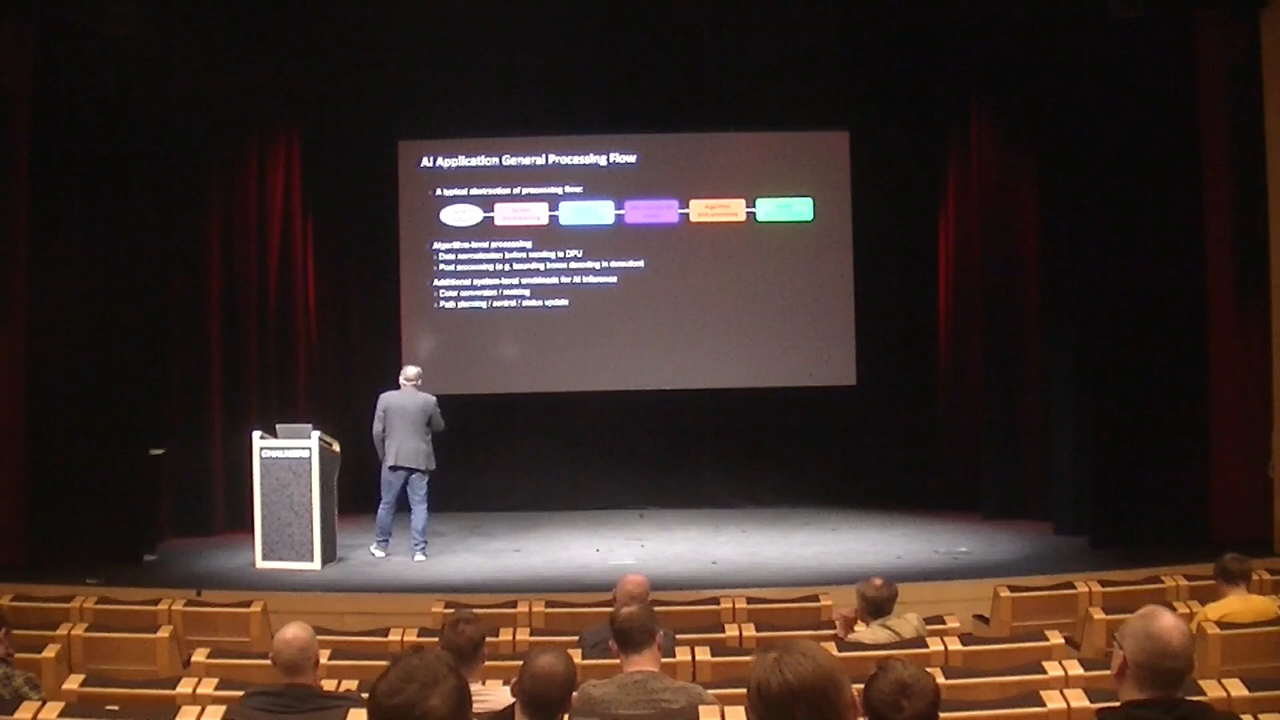 AI Application General Processing Flow
A typical abstraction of processing flow:
Algorithm-level processing
Data normalization before sending to DPU
Post processing (e.g. bounding boxes decoding in detection)
Additional system-level workloads for AI inference
Color conversion / resizing
Path planning / control / status update
CHALMERS